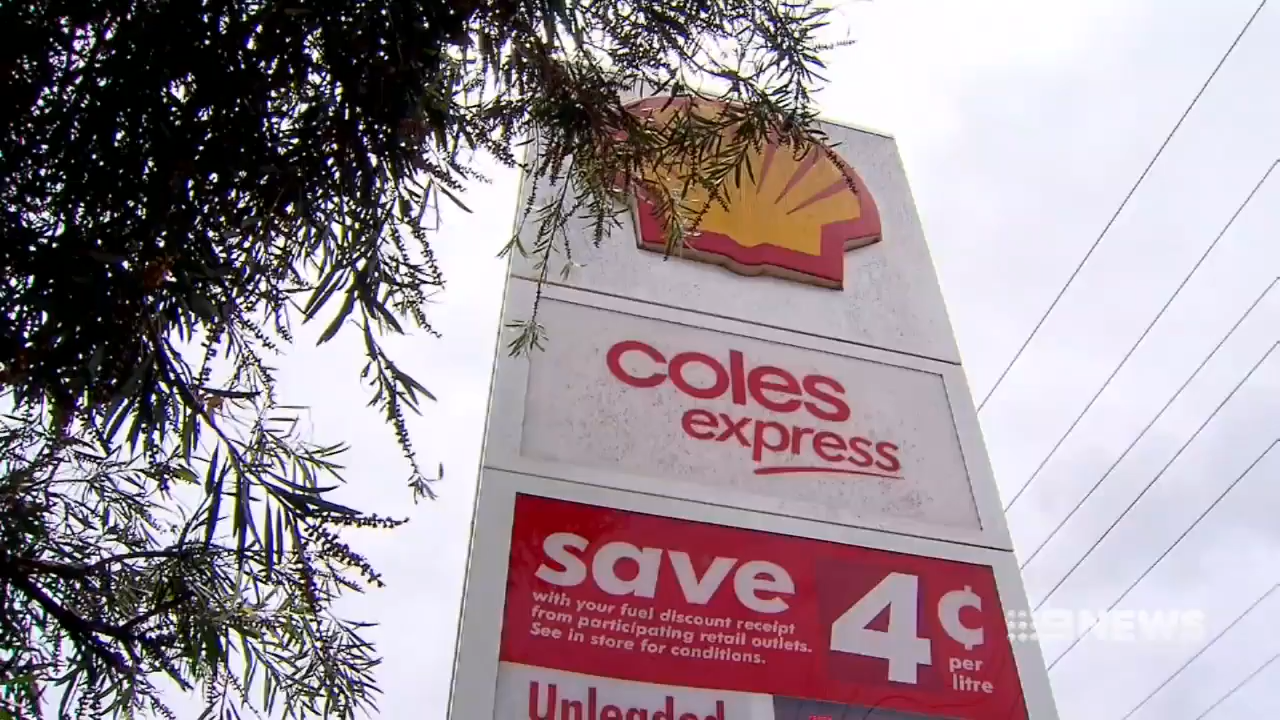 coles
express
save 4¢
with your fuel discount receipt
from participating retail outlets.
See in store for conditions.
per
litre
Unleaded
9NEWS